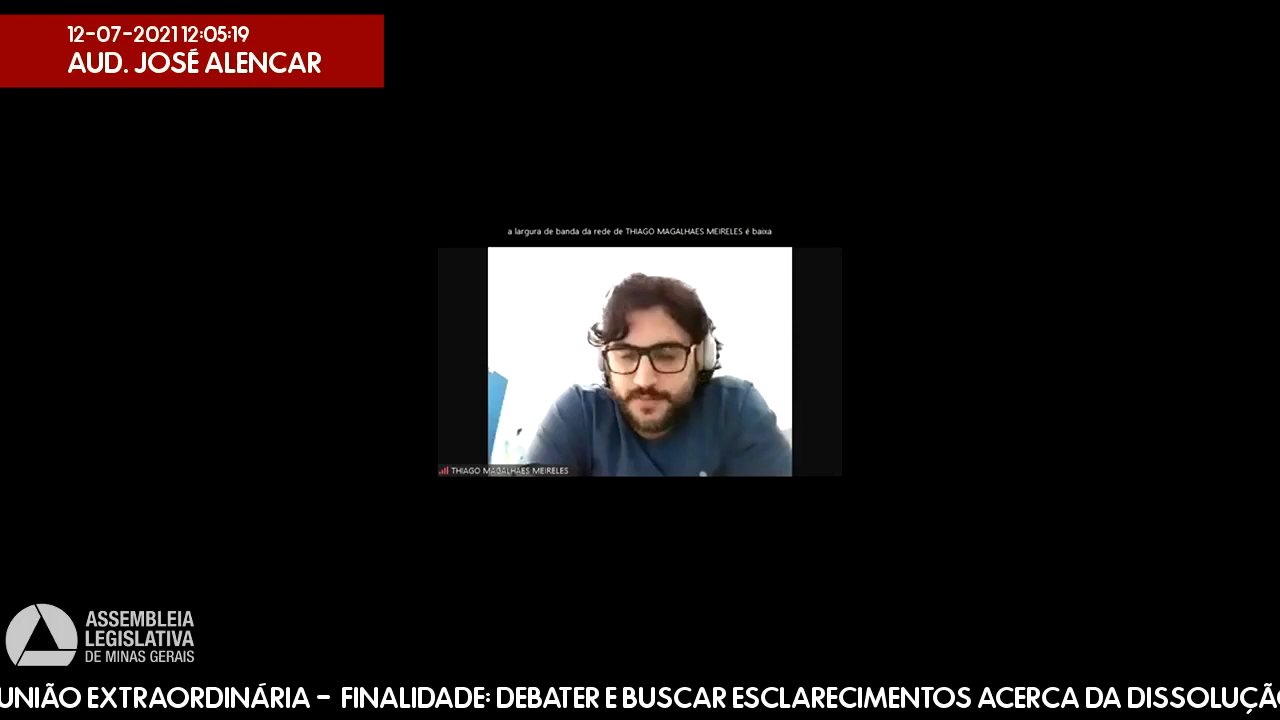 12-07-2021 12:05:19
AUD. JOSÉ ALENCAR
a largura de banda da rede de THIAGO MAGALHAES MEIRELES é baixa
THIAGO MAGALHAES MEIRELES
ASSEMBLEIA
LEGISLATIVA
DE MINAS GERAIS
UNIÃO EXTRAORDINÁRIA - FINALIDADE: DEBATER E BUSCAR ESCLARECIMENTOS ACERCA DA DISSOLUÇÃO